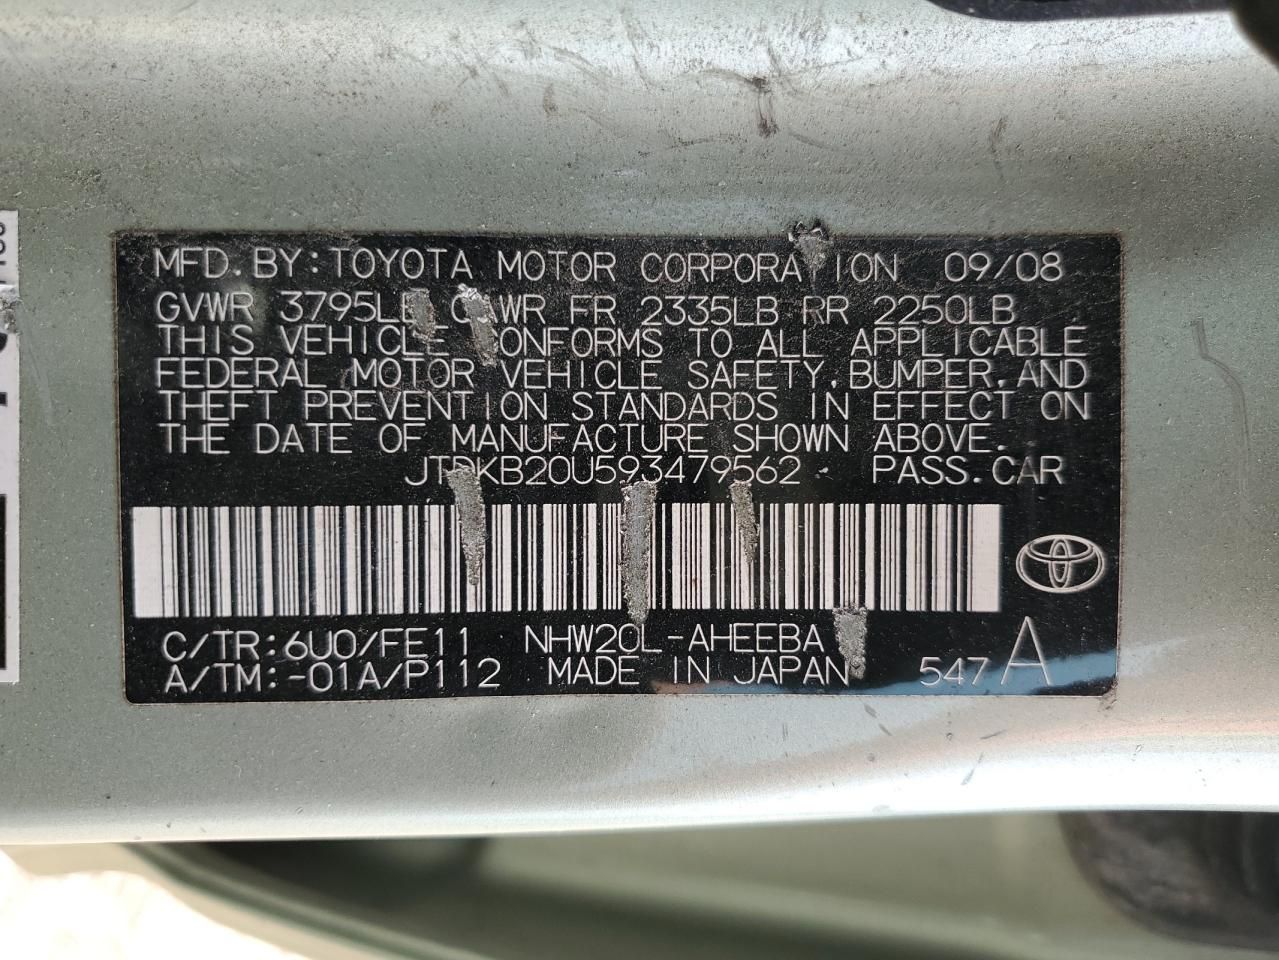 MFD. BY: TOYOTA MOTOR CORPORATION 09/08
GVWR 3795LB GAWR FR 2335LB RR 2250LB
THIS VEHICLE CONFORMS TO ALL APPLICABLE
FEDERAL MOTOR VEHICLE SAFETY, BUMPER, AND
THEFT PREVENTION STANDARDS IN EFFECT ON
THE DATE OF MANUFACTURE SHOWN ABOVE.
JTDKB20U593479562 PASS. CAR
C/TR: 6U0/FE11 NHW20L-AHEEBA
A/TM: -01A/P112 MADE IN JAPAN 547 A